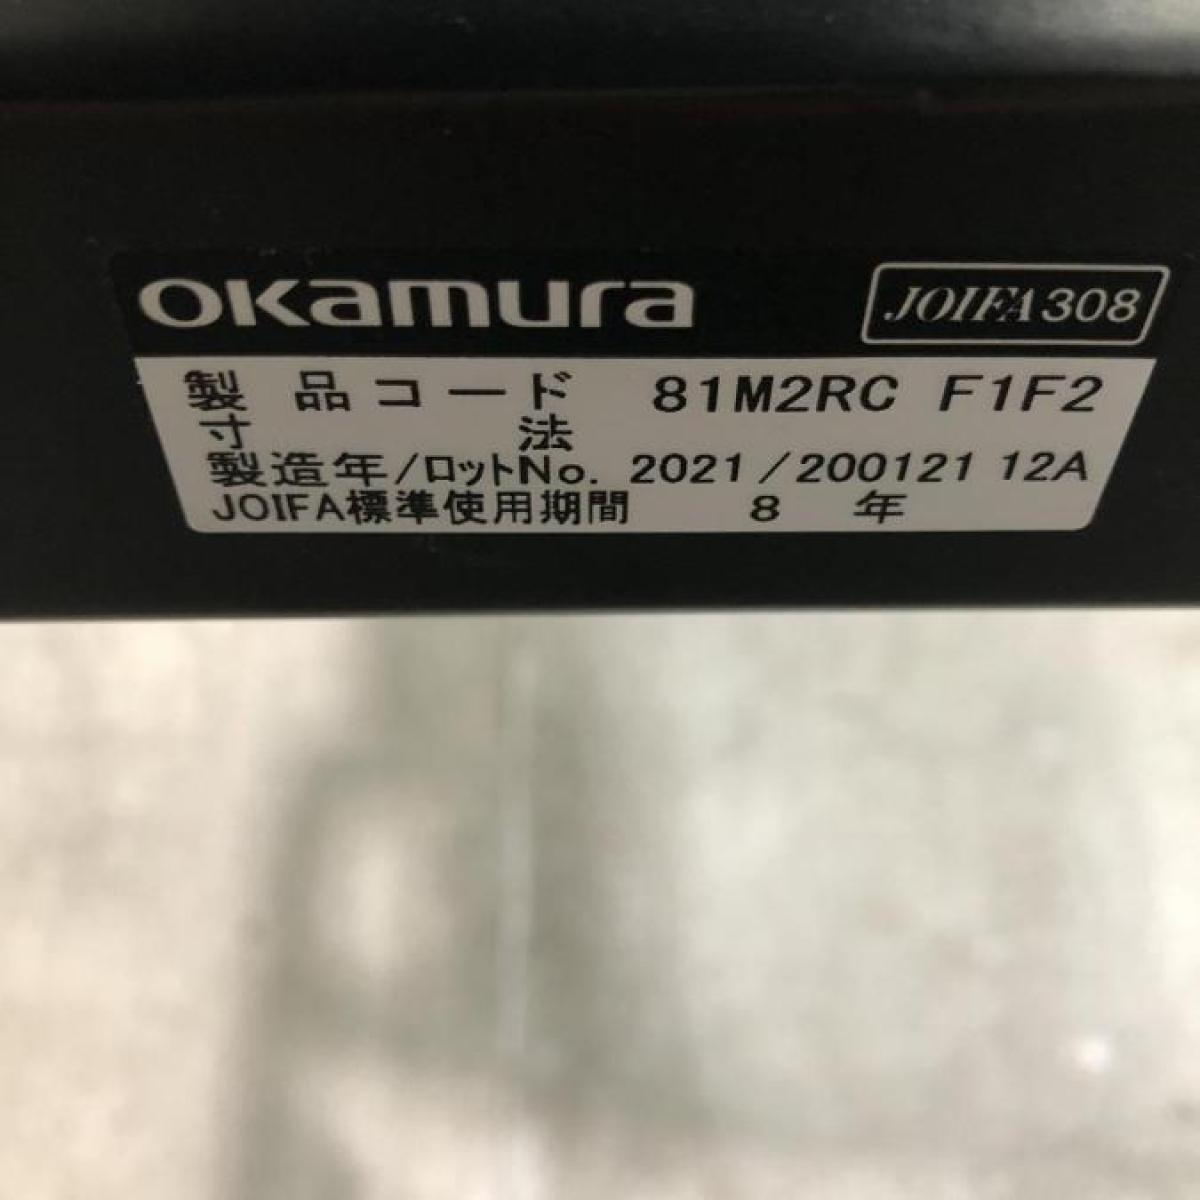 okamura
JOIFA308
製品コード 81M2RC F1F2
寸法
製造年/ロットNo. 2021/200121 12A
JOIFA標準使用期間 8 年